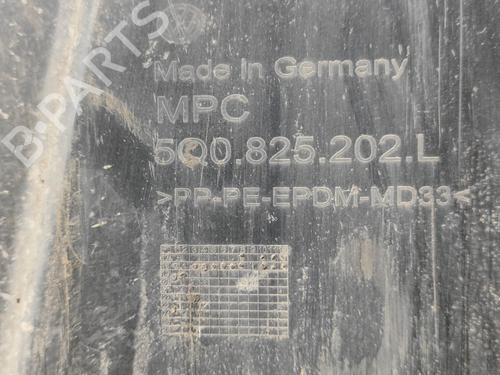 B-PARTS
Made In Germany
MPC
5Q0.825.202.L
>PP-PE-EPDM-MD33<